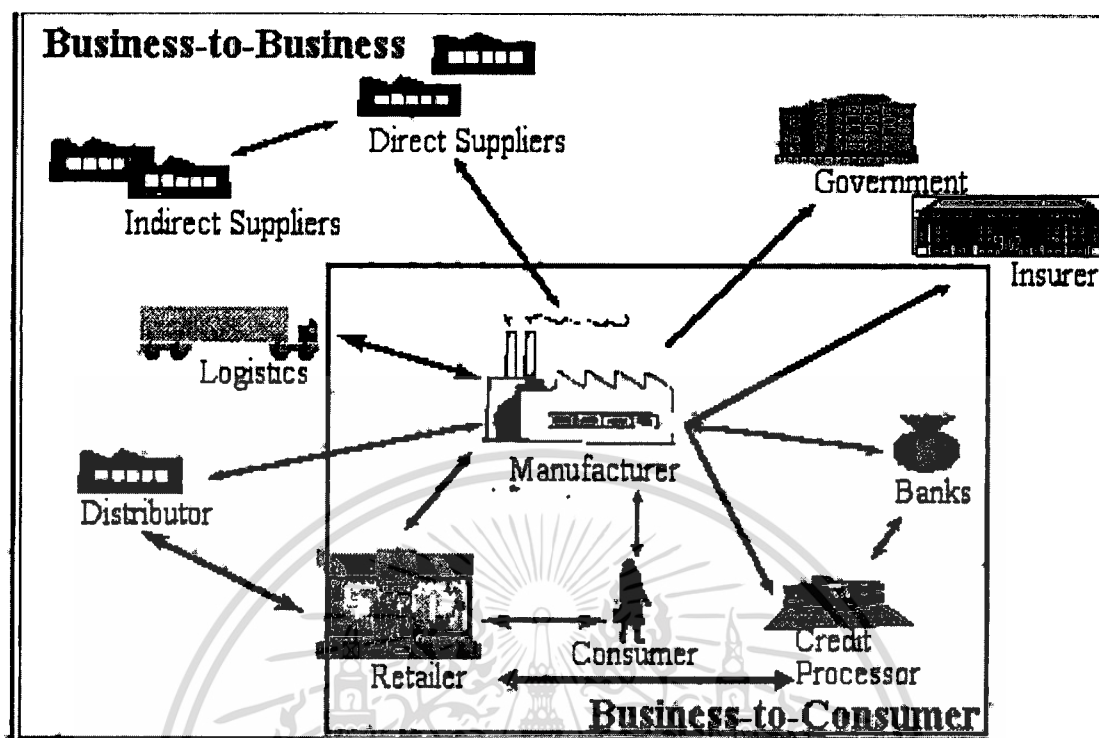 Business-to-Business
Direct Suppliers
Government
Indirect Suppliers
Insurer
Logistics
Manufacturer
Banks
Distributor
Consumer
Credit
Processor
Retailer
Business-to-Consumer